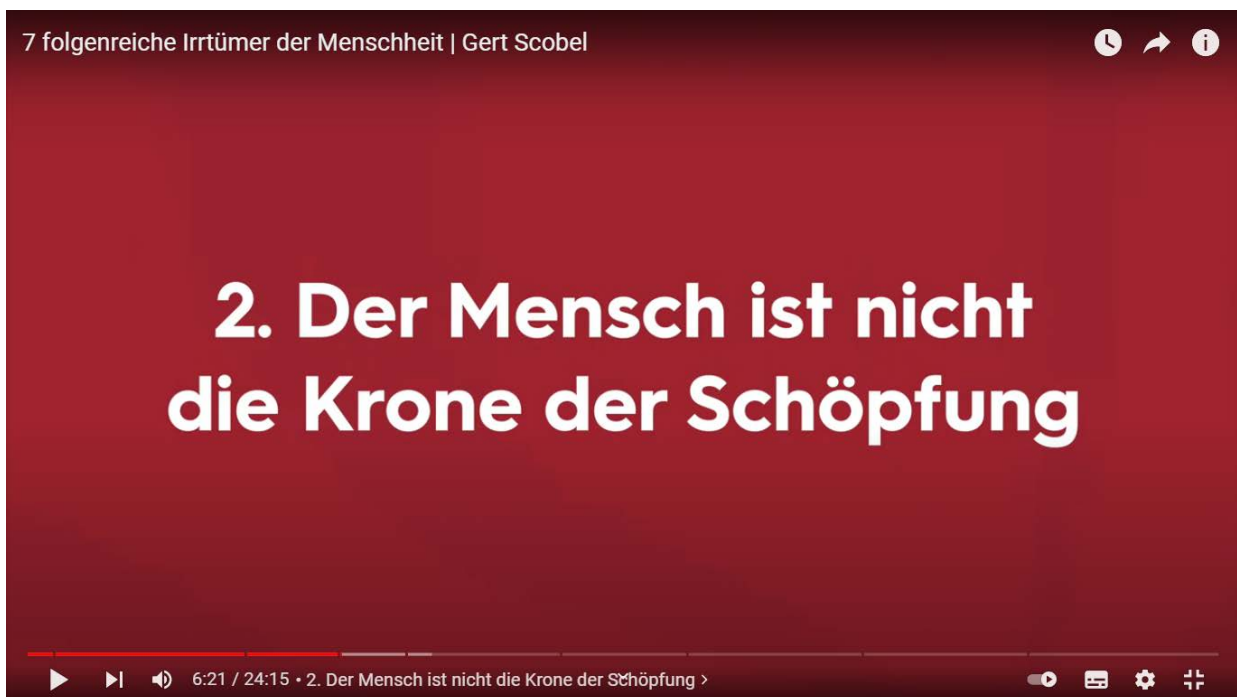 7 folgenreiche Irrtümer der Menschheit | Gert Scobel
2. Der Mensch ist nicht
die Krone der Schöpfung
6:21 / 24:15 • 2. Der Mensch ist nicht die Krone der Schöpfung >